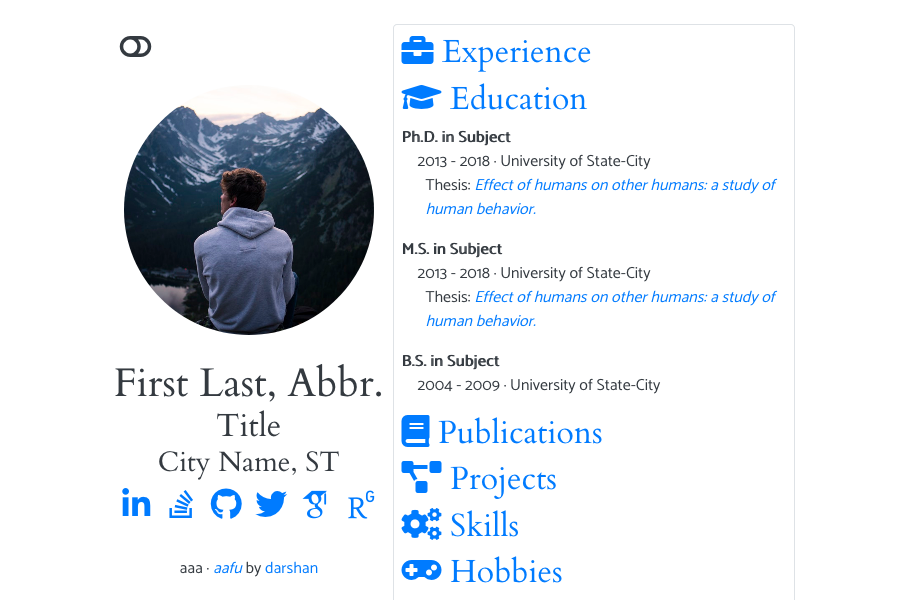 First Last, Abbr.
Title
City Name, ST
aaa · aafu by darshan
Experience
Education
Ph.D. in Subject
2013 - 2018 · University of State-City
Thesis: Effect of humans on other humans: a study of
human behavior.
M.S. in Subject
2013 - 2018 · University of State-City
Thesis: Effect of humans on other humans: a study of
human behavior.
B.S. in Subject
2004 - 2009 · University of State-City
Publications
Projects
Skills
Hobbies